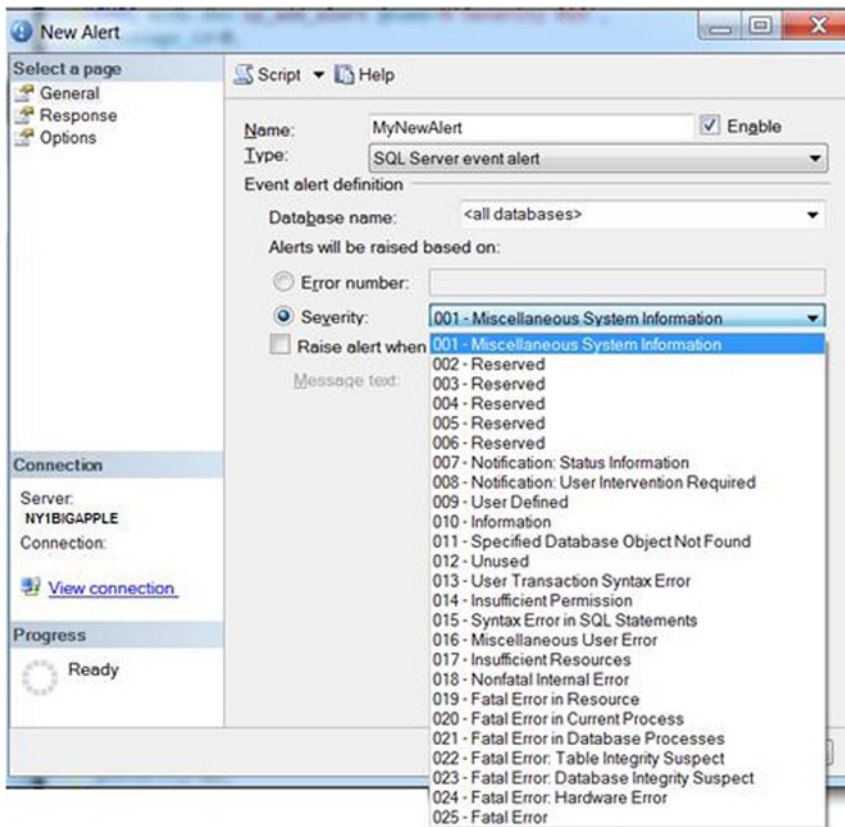 New Alert
Select a page
General
Response
Options
Script Help
Name: MyNewAlert Enable
Type: SQL Server event alert
Event alert definition
Database name: <all databases>
Alerts will be raised based on:
Error number:
Severity: 001 - Miscellaneous System Information
Raise alert when
Message text:
001 - Miscellaneous System Information
002 - Reserved
003 - Reserved
004 - Reserved
005 - Reserved
006 - Reserved
007 - Notification: Status Information
008 - Notification: User Intervention Required
009 - User Defined
010 - Information
011 - Specified Database Object Not Found
012 - Unused
013 - User Transaction Syntax Error
014 - Insufficient Permission
015 - Syntax Error in SQL Statements
016 - Miscellaneous User Error
017 - Insufficient Resources
018 - Nonfatal Internal Error
019 - Fatal Error in Resource
020 - Fatal Error in Current Process
021 - Fatal Error in Database Processes
022 - Fatal Error: Table Integrity Suspect
023 - Fatal Error: Database Integrity Suspect
024 - Fatal Error: Hardware Error
025 - Fatal Error
Connection
Server:
NY1BIGAPPLE
Connection:
View connection
Progress
Ready